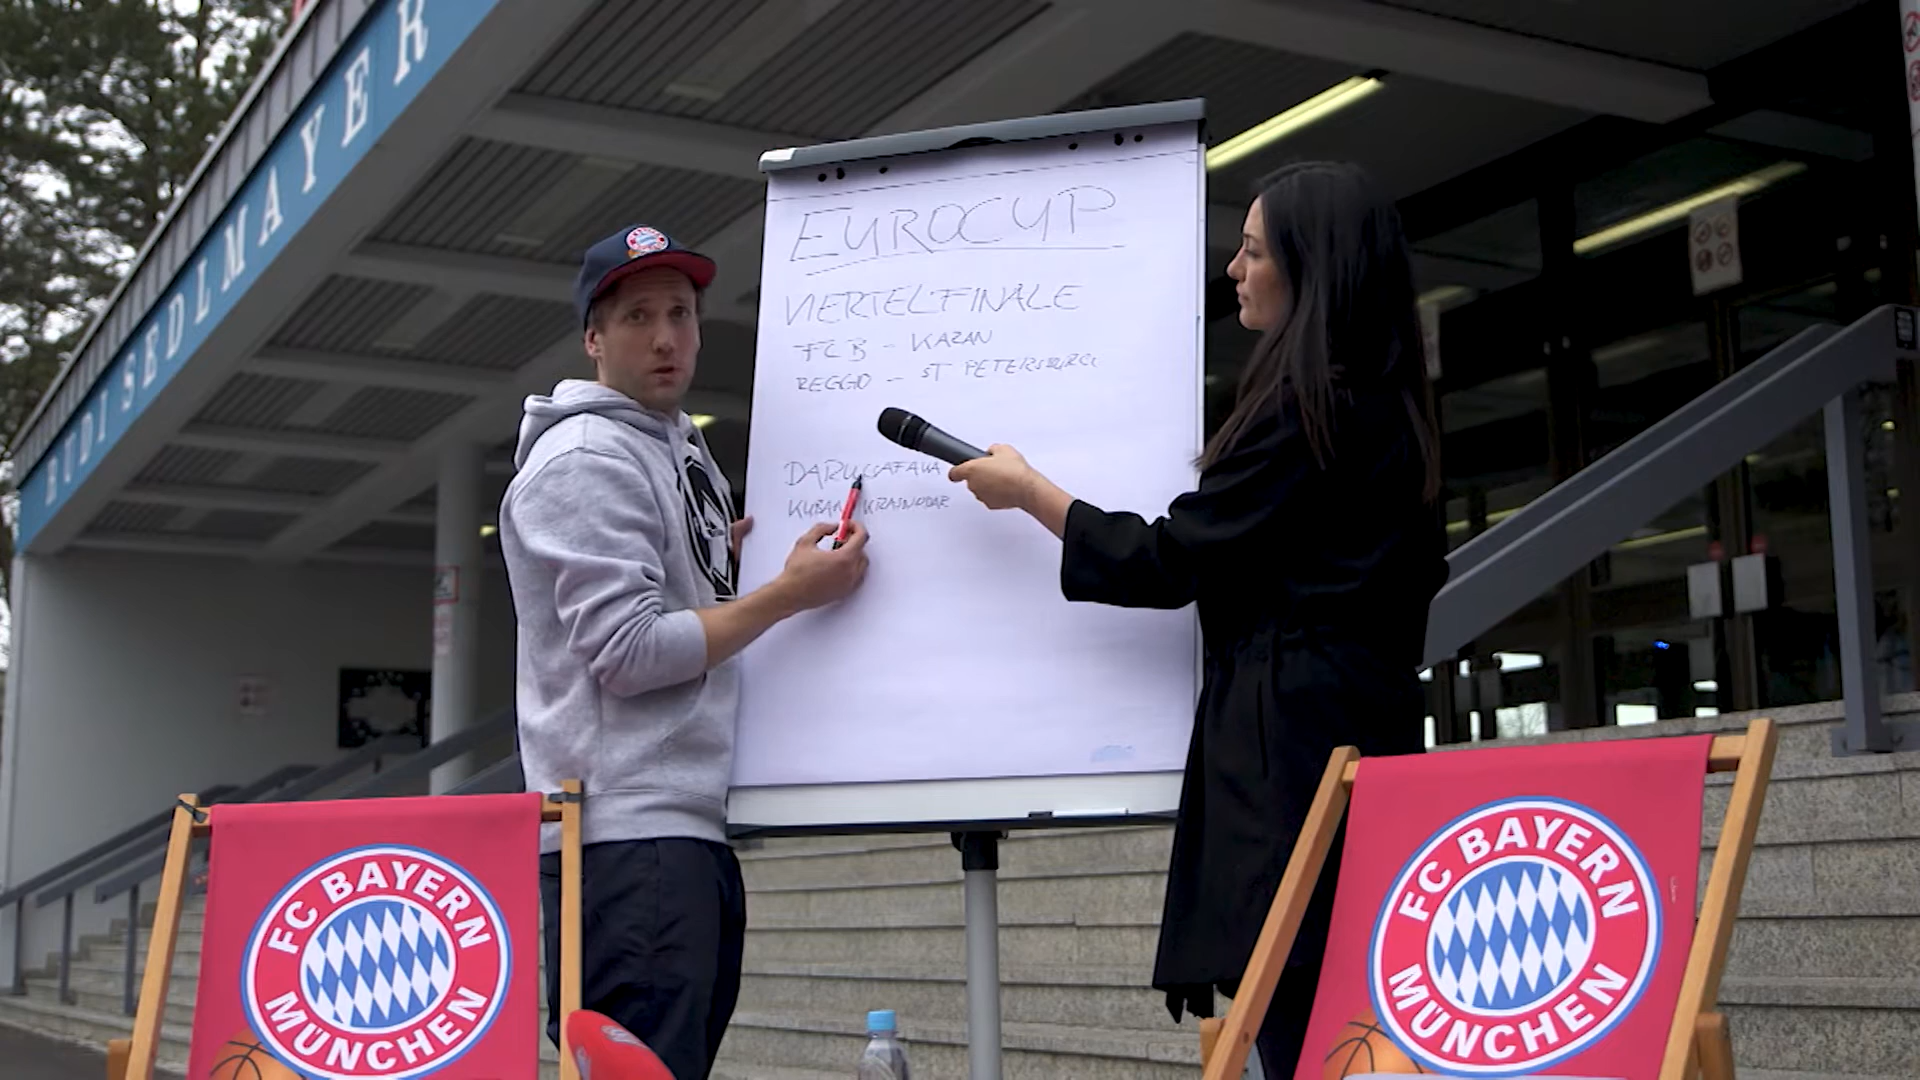 RUDI SEDLMAYER
EUROCUP
VIERTELFINALE
FCB - KAZAN
REGGIO - ST PETERSBURG
DARUSSAFAKA
KUBAN KRASNODAR
FC BAYERN
MÜNCHEN
FC BAYERN
MÜNCHEN